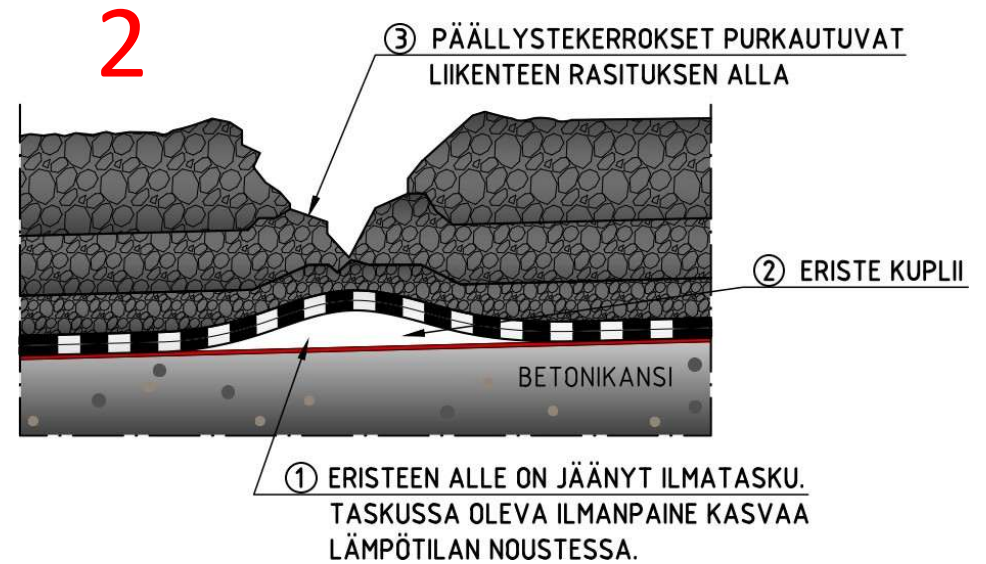 2
③ PÄÄLLYSTEKERROKSET PURKAUTUVAT
LIIKENTEEN RASITUKSEN ALLA
② ERISTE KUPLII
BETONIKANSI
① ERISTEEN ALLE ON JÄÄNYT ILMATASKU.
TASKUSSA OLEVA ILMANPAINE KASVAA
LÄMPÖTILAN NOUSTESSA.